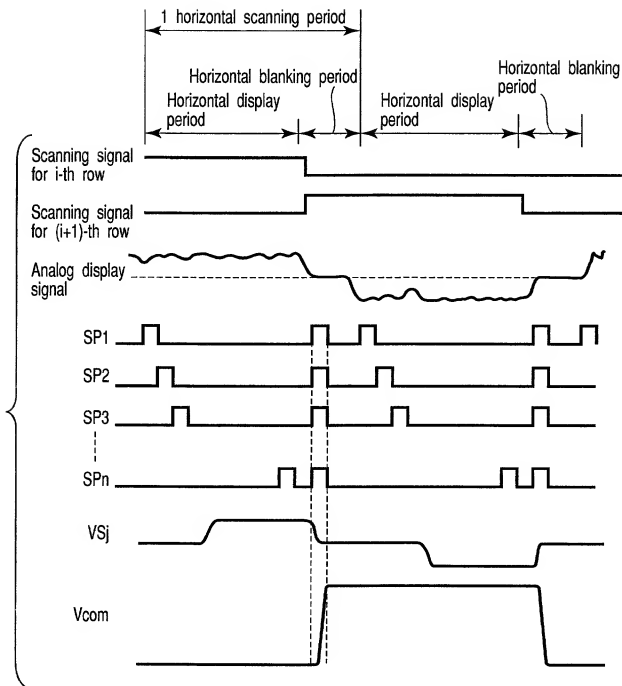 1 horizontal scanning period
Horizontal blanking period
Horizontal display
period
Horizontal display
period
Horizontal blanking
period
Scanning signal
for i-th row
Scanning signal
for (i+1)-th row
Analog display
signal
SP1
SP2
SP3
SPn
VSj
Vcom